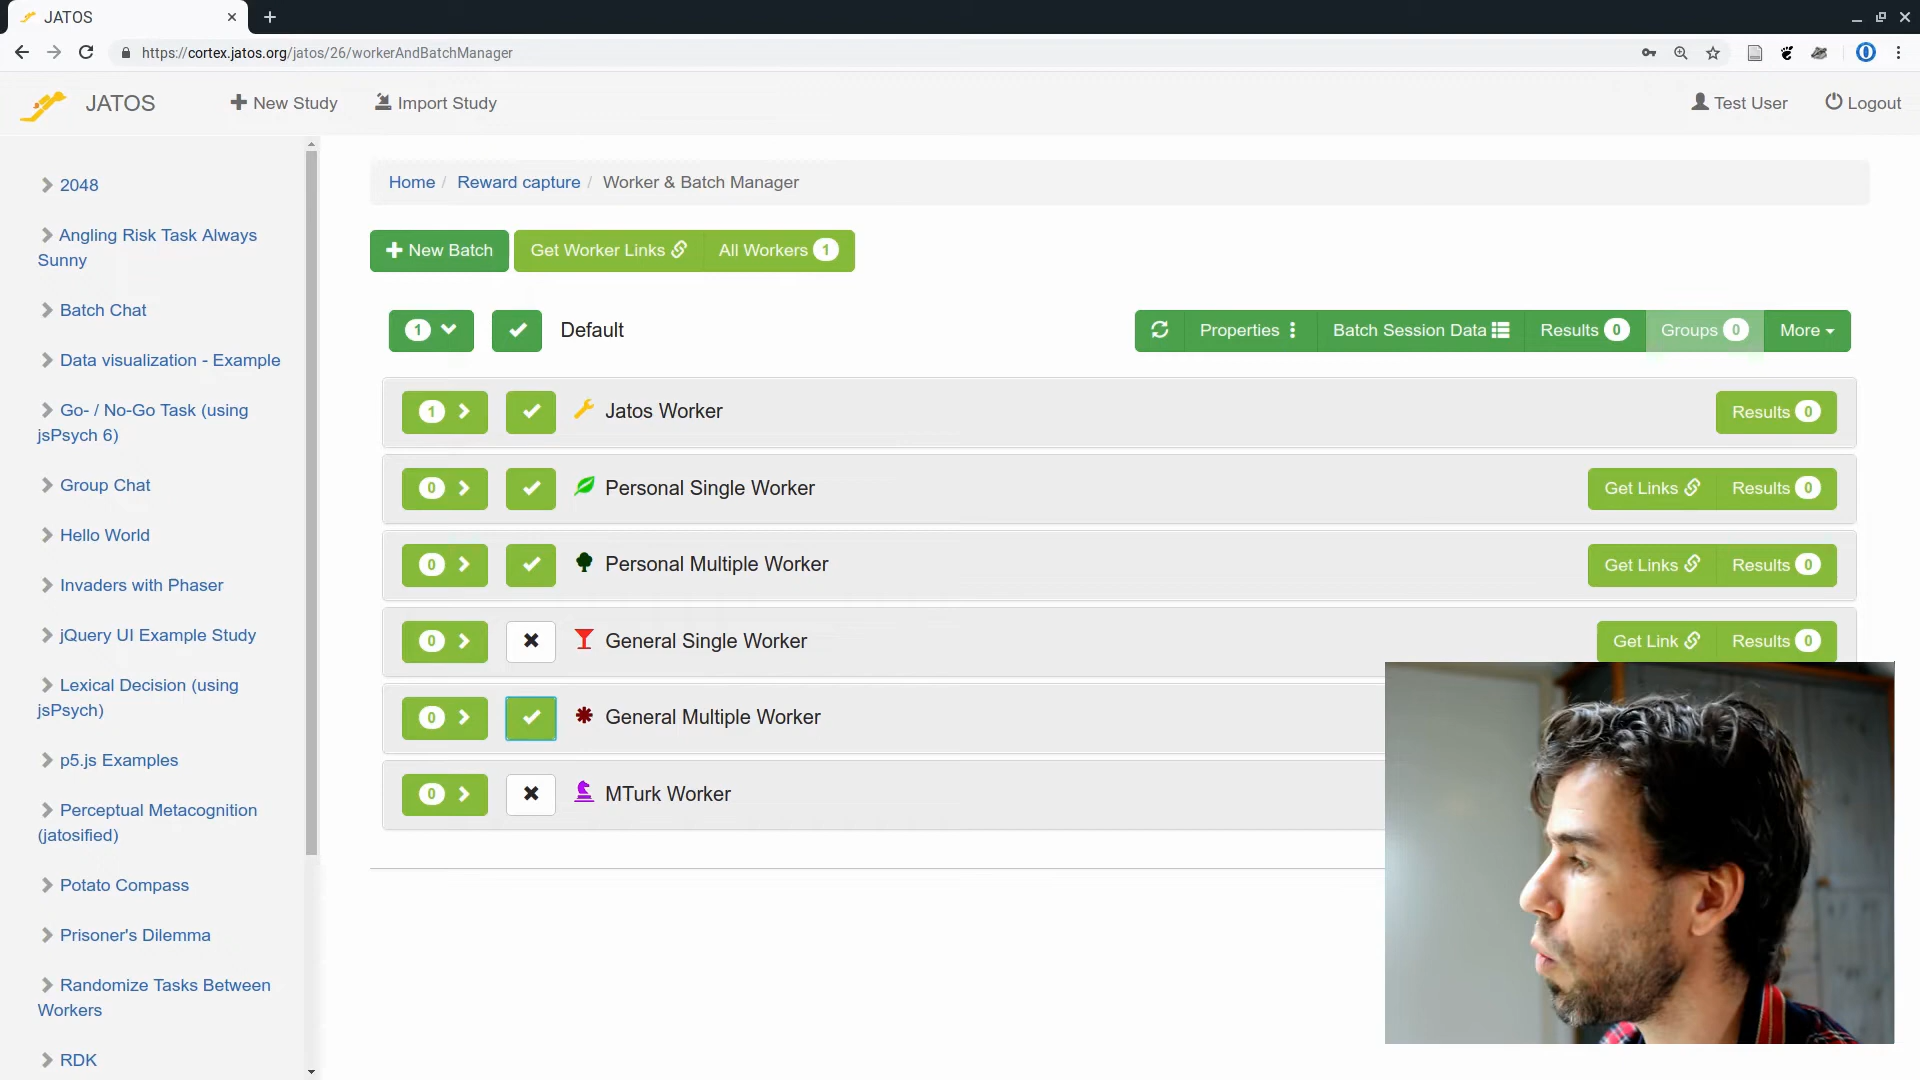 JATOS
https://cortex.jatos.org/jatos/26/workerAndBatchManager
JATOS
New Study
Import Study
Test User
Logout
2048
Angling Risk Task Always
Sunny
Batch Chat
Data visualization - Example
Go- / No-Go Task (using
jsPsych 6)
Group Chat
Hello World
Invaders with Phaser
jQuery UI Example Study
Lexical Decision (using
jsPsych)
p5.js Examples
Perceptual Metacognition
(jatosified)
Potato Compass
Prisoner's Dilemma
Randomize Tasks Between
Workers
RDK
Home / Reward capture / Worker & Batch Manager
New Batch
Get Worker Links
All Workers 1
1 Default
Properties
Batch Session Data
Results 0
Groups 0
More
1 Jatos Worker Results 0
0 Personal Single Worker Get Links Results 0
0 Personal Multiple Worker Get Links Results 0
0 General Single Worker Get Link Results 0
0 General Multiple Worker
0 MTurk Worker